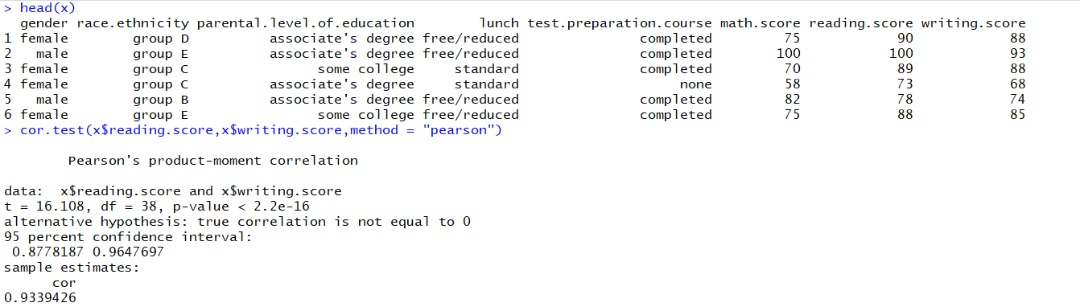 > head(x)
  gender race.ethnicity parental.level.of.education        lunch test.preparation.course math.score reading.score writing.score
1 female        group D          associate's degree free/reduced               completed         75            90            88
2   male        group E          associate's degree free/reduced               completed        100           100            93
3 female        group C                some college     standard               completed         70            89            88
4 female        group C          associate's degree     standard                    none         58            73            68
5   male        group B          associate's degree free/reduced               completed         82            78            74
6 female        group E                some college free/reduced               completed         75            88            85
> cor.test(x$reading.score,x$writing.score,method = "pearson")
        Pearson's product-moment correlation
data:  x$reading.score and x$writing.score
t = 16.108, df = 38, p-value < 2.2e-16
alternative hypothesis: true correlation is not equal to 0
95 percent confidence interval:
 0.8778187 0.9647697
sample estimates:
      cor
0.9339426